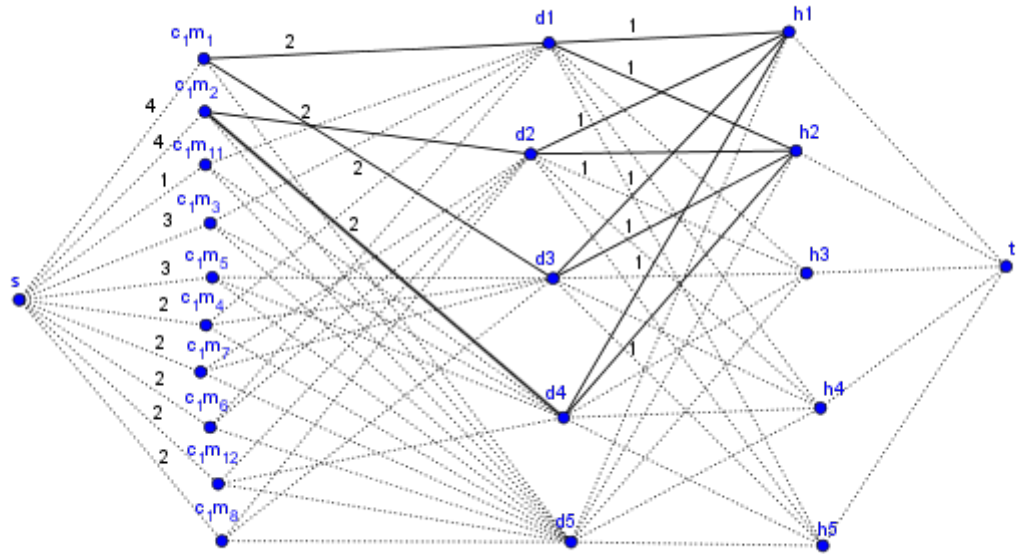 s
c₁m₁
c₁m₂
c₁m₁₁
c₁m₃
c₁m₅
c₁m₄
c₁m₇
c₁m₆
c₁m₁₂
c₁m₈
4
4
1
3
3
2
2
2
2
2
2
2
2
2
d1
d2
d3
d4
d5
1
1
1
1
1
1
1
h1
h2
h3
h4
h5
t